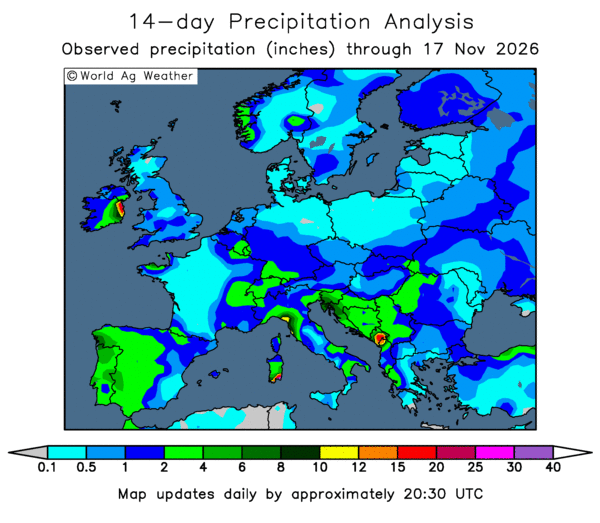 14-day Precipitation Analysis
Observed precipitation (inches) through 17 Nov 2026
© World Ag Weather
0.1 0.5 1 2 4 6 8 10 12 15 20 25 30 40
Map updates daily by approximately 20:30 UTC